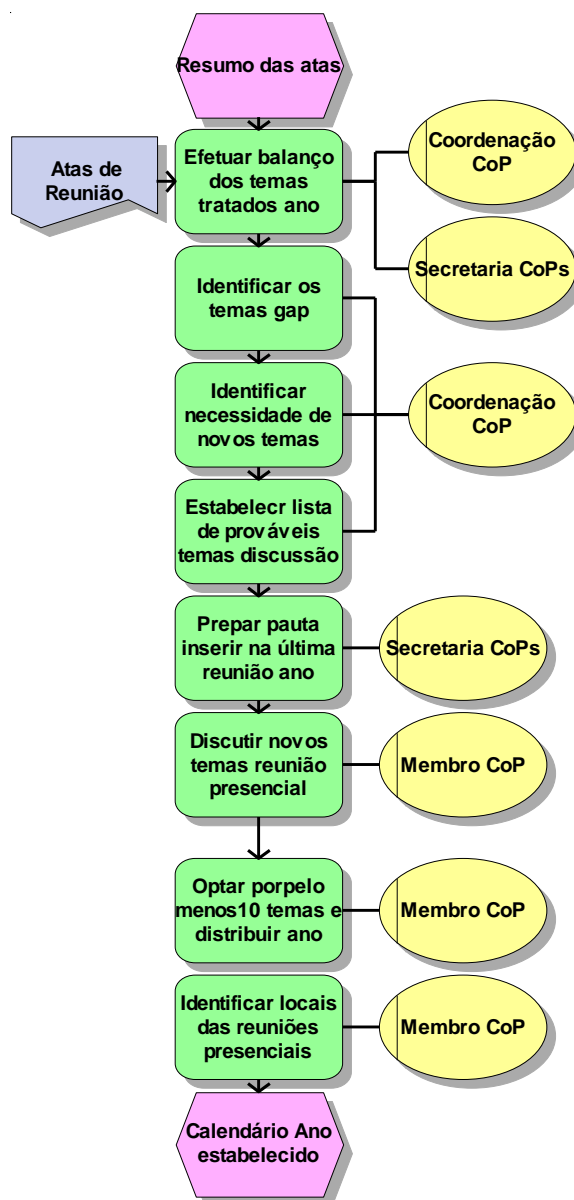 Resumo das atas
Atas de
Reunião
Efetuar balanço
dos temas
tratados ano
Coordenação
CoP
Secretaria CoPs
Identificar os
temas gap
Identificar
necessidade de
novos temas
Coordenação
CoP
Estabelecr lista
de prováveis
temas discussão
Prepar pauta
inserir na última
reunião ano
Secretaria CoPs
Discutir novos
temas reunião
presencial
Membro CoP
Optar porpelo
menos10 temas e
distribuir ano
Membro CoP
Identificar locais
das reuniões
presenciais
Membro CoP
Calendário Ano
estabelecido